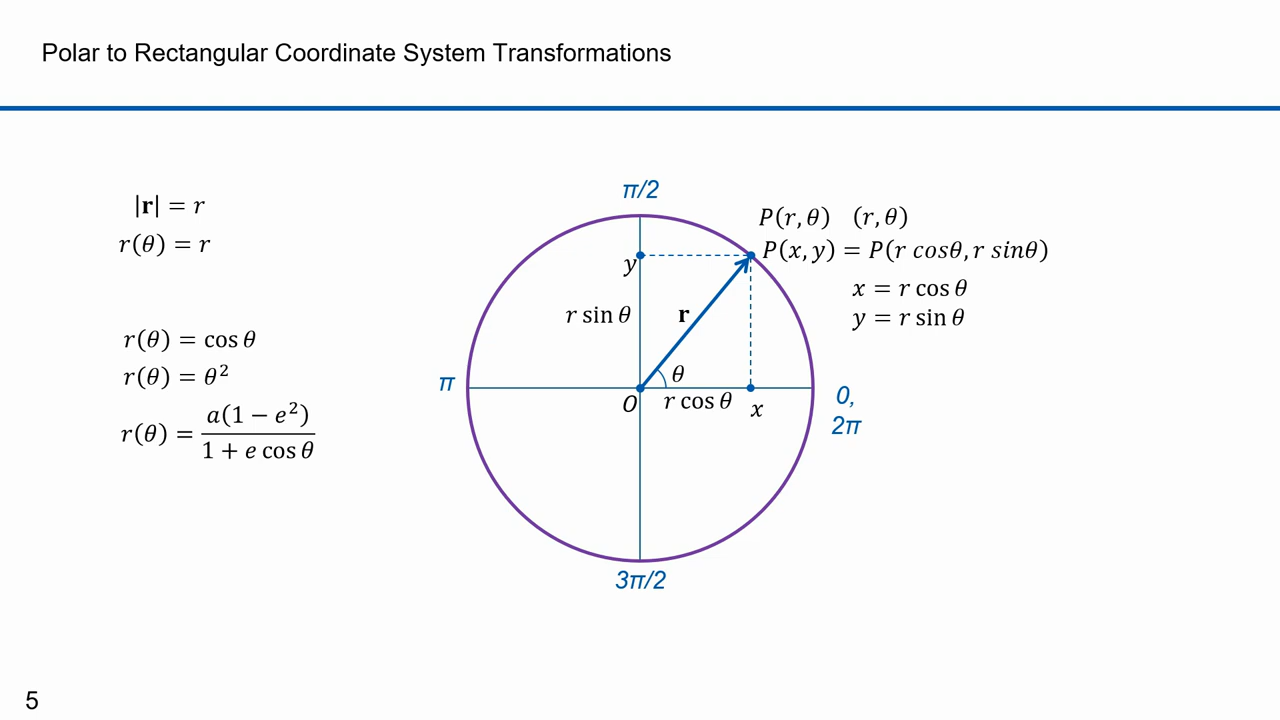 Polar to Rectangular Coordinate System Transformations
|𝐫| = r
r(θ) = r
r(θ) = cos θ
r(θ) = θ²
r(θ) = a(1 − e²) / 1 + e cos θ
π/2
P(r, θ) (r, θ)
P(x, y) = P(r cosθ, r sinθ)
x = r cos θ
y = r sin θ
y
r sin θ
𝐫
θ
π
O
r cos θ
x
0,
2π
3π/2
5